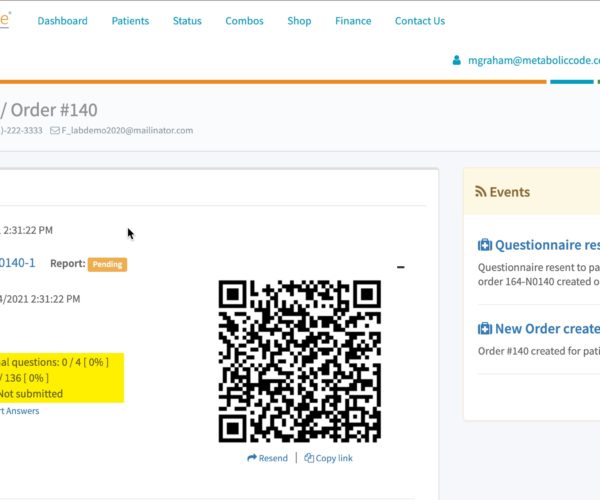 e®
Dashboard Patients Status Combos Shop Finance Contact Us
mgraham@metaboliccode.co
/ Order #140
)-222-3333 F_labdemo2020@mailinator.com
Events
2:31:22 PM
0140-1 Report: Pending
4/2021 2:31:22 PM
Questionnaire res
Questionnaire resent to pa
order 164-N0140 created o
New Order create
Order #140 created for pati
nal questions: 0 / 4 [ 0% ]
/ 136 [ 0% ]
Not submitted
rt Answers
Resend | Copy link